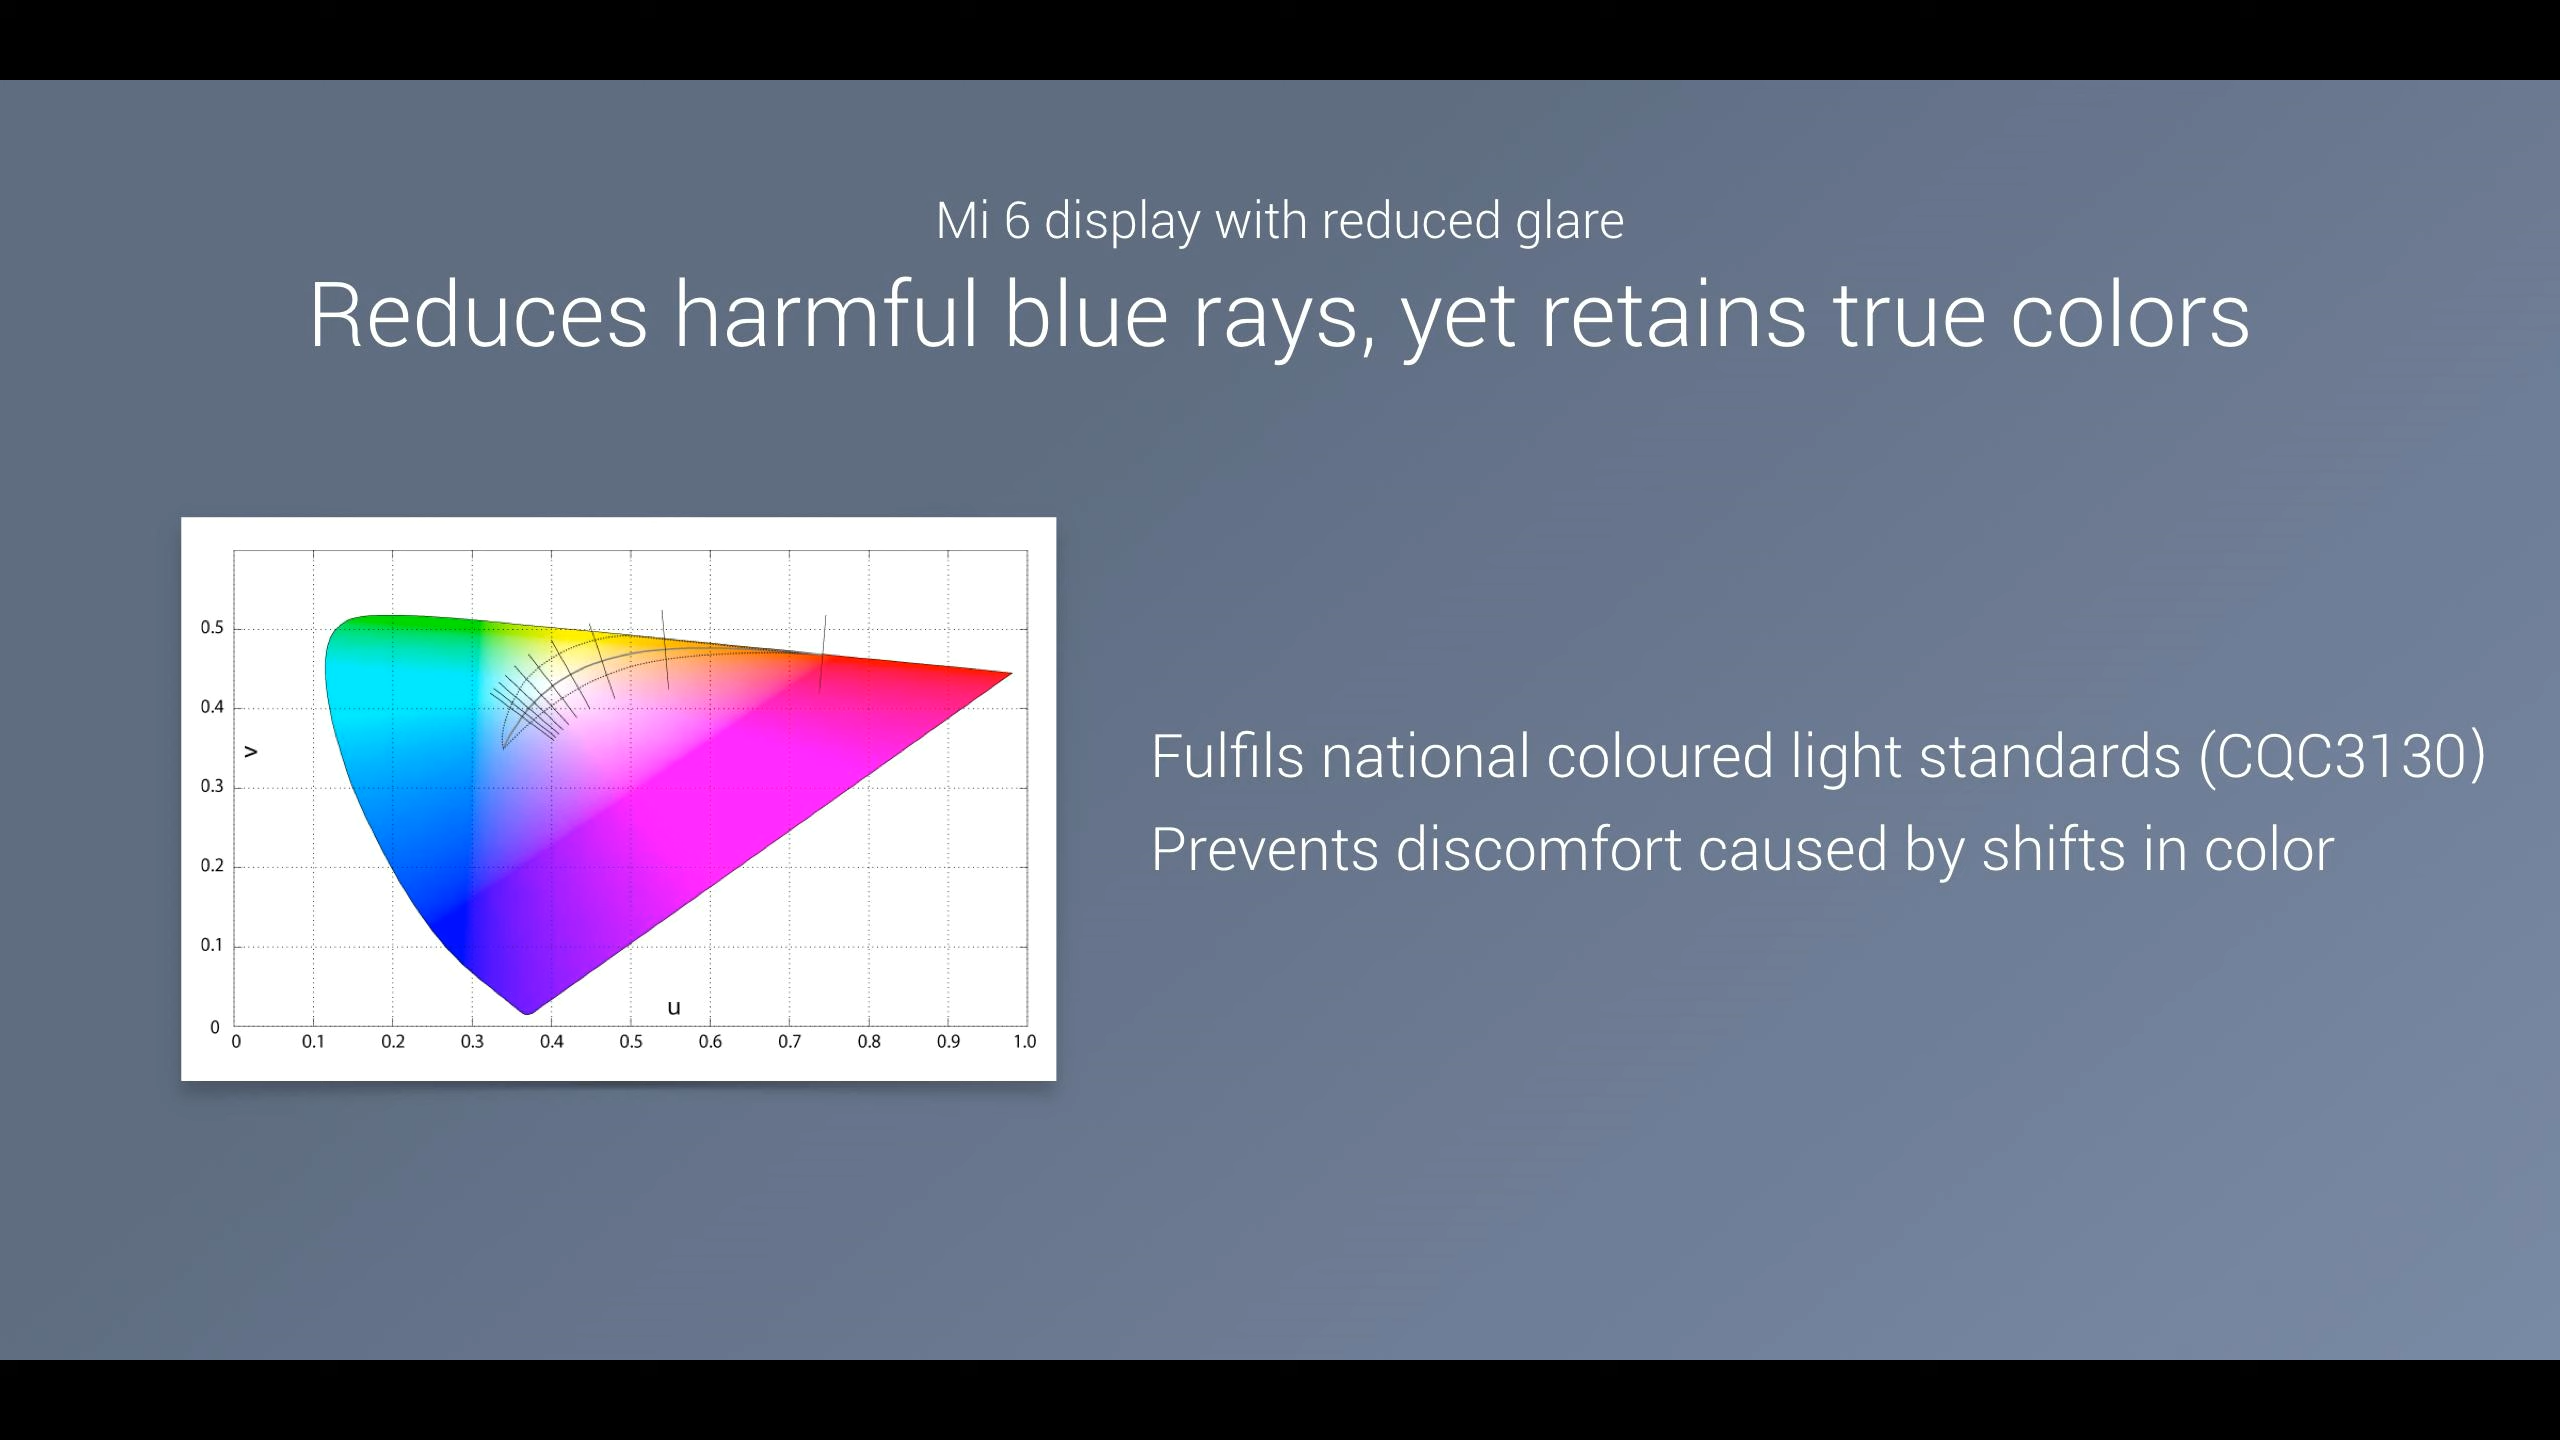 Mi 6 display with reduced glare
Reduces harmful blue rays, yet retains true colors
0.5
0.4
v
0.3
0.2
0.1
0
u
0 0.1 0.2 0.3 0.4 0.5 0.6 0.7 0.8 0.9 1.0
Fulfils national coloured light standards (CQC3130)
Prevents discomfort caused by shifts in color